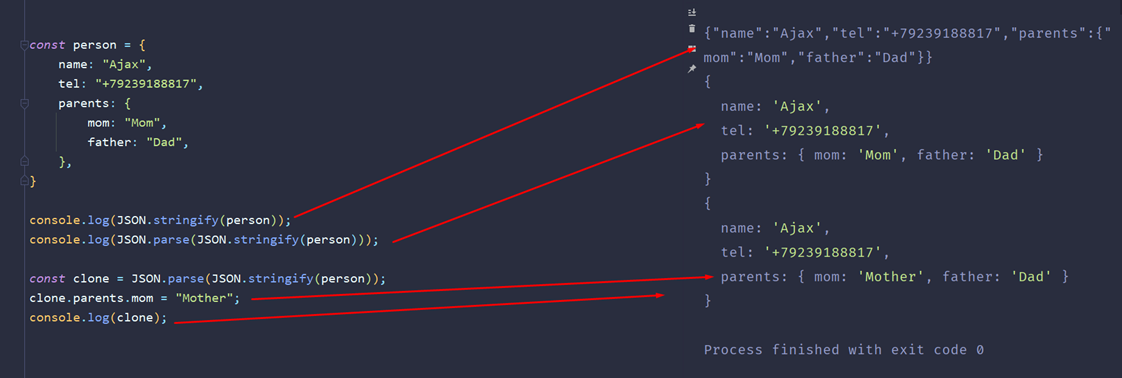 const person = {
name: "Ajax",
tel: "+79239188817",
parents: {
mom: "Mom",
father: "Dad",
},
}
console.log(JSON.stringify(person));
console.log(JSON.parse(JSON.stringify(person)));
const clone = JSON.parse(JSON.stringify(person));
clone.parents.mom = "Mother";
console.log(clone);
{"name":"Ajax","tel":"+79239188817","parents":{"
mom":"Mom","father":"Dad"}}
{
name: 'Ajax',
tel: '+79239188817',
parents: { mom: 'Mom', father: 'Dad' }
}
{
name: 'Ajax',
tel: '+79239188817',
parents: { mom: 'Mother', father: 'Dad' }
}
Process finished with exit code 0